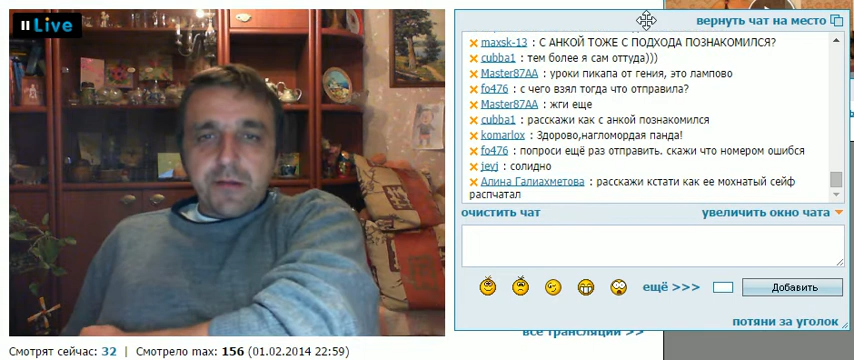 Live
вернуть чат на место
maxsk-13 : С АНКОЙ ТОЖЕ С ПОДХОДА ПОЗНАКОМИЛСЯ?
cubba1 : тем более я сам оттуда)))
Master87AA : уроки пикапа от гения, это лампово
fo476 : с чего взял тогда что отправила?
Master87AA : жги еще
cubba1 : расскажи как с анкой познакомился
komarlox : Здорово,нагломордая панда!
fo476 : попроси ещё раз отправить. скажи что номером ошибся
jevj : солидно
Алина Галиахметова : расскажи кстати как ее мохнатый сейф
распчатал
очистить чат
увеличить окно чата
ещё >>>
Добавить
потяни за уголок
все трансляции >>
Смотрят сейчас: 32 | Смотрело max: 156 (01.02.2014 22:59)